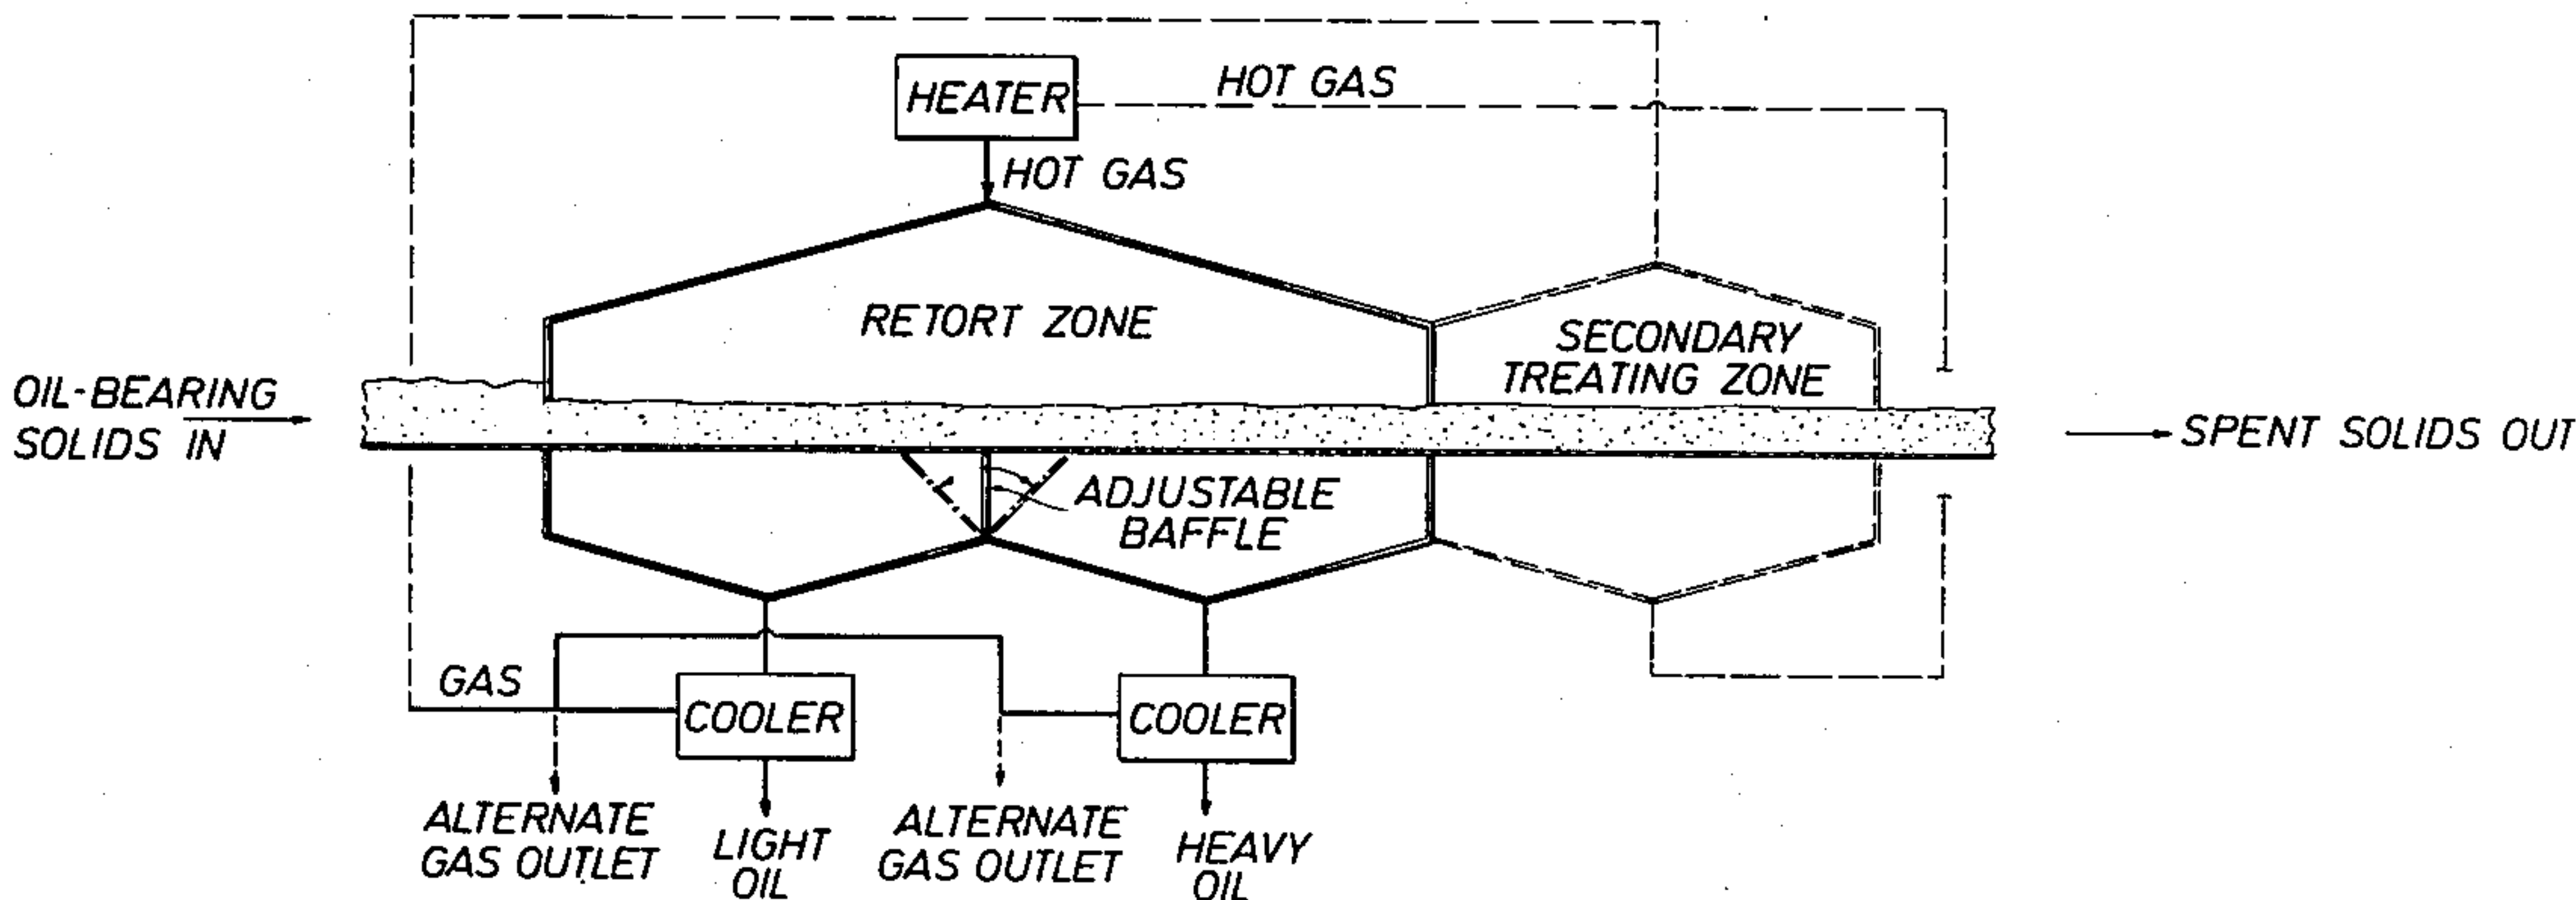 HEATER
HOT GAS
HOT GAS
RETORT ZONE
SECONDARY
TREATING ZONE
OIL-BEARING
SOLIDS IN
SPENT SOLIDS OUT
ADJUSTABLE
BAFFLE
GAS
COOLER
COOLER
ALTERNATE
GAS OUTLET
LIGHT
OIL
ALTERNATE
GAS OUTLET
HEAVY
OIL